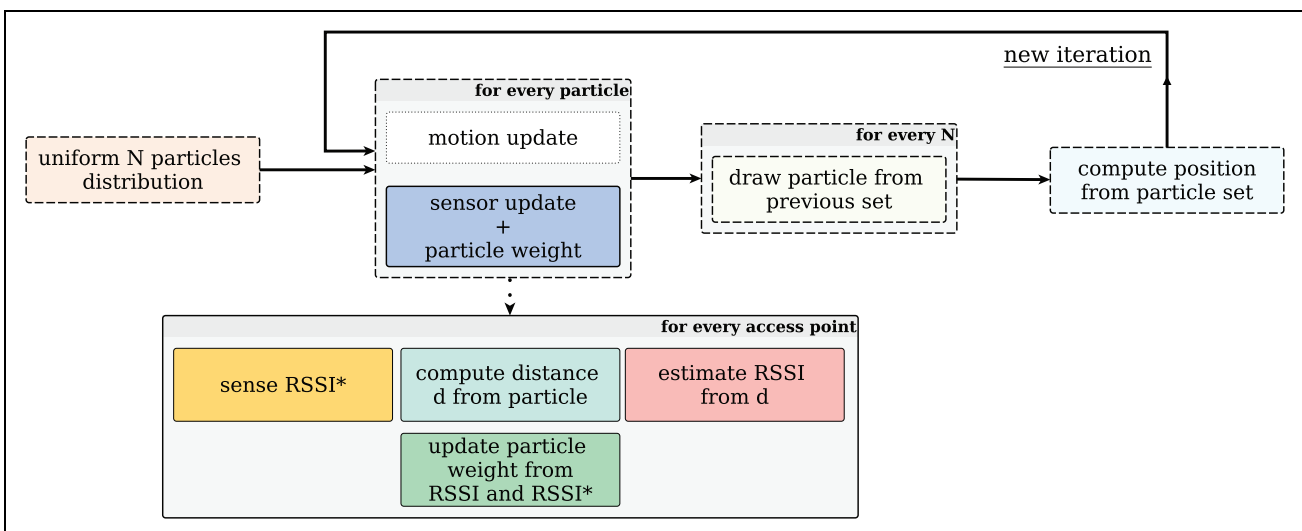 new iteration
for every particle
motion update
uniform N particles
distribution
sensor update
+
particle weight
for every N
draw particle from
previous set
compute position
from particle set
for every access point
sense RSSI*
compute distance
d from particle
estimate RSSI
from d
update particle
weight from
RSSI and RSSI*